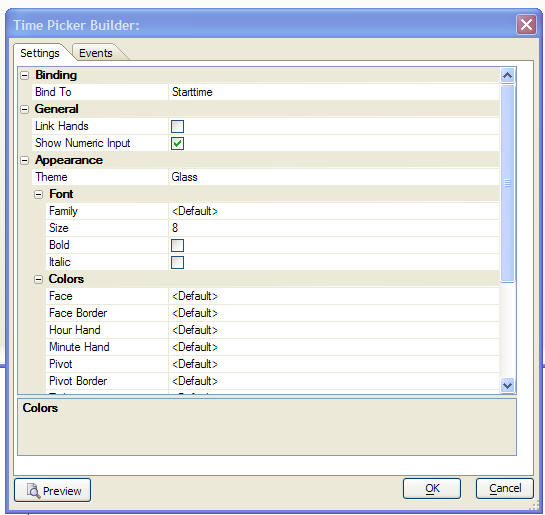 Time Picker Builder:
Settings Events
Binding
Bind To Starttime
General
Link Hands
Show Numeric Input
Appearance
Theme Glass
Font
Family <Default>
Size 8
Bold
Italic
Colors
Face <Default>
Face Border <Default>
Hour Hand <Default>
Minute Hand <Default>
Pivot <Default>
Pivot Border <Default>
Colors
Preview OK Cancel